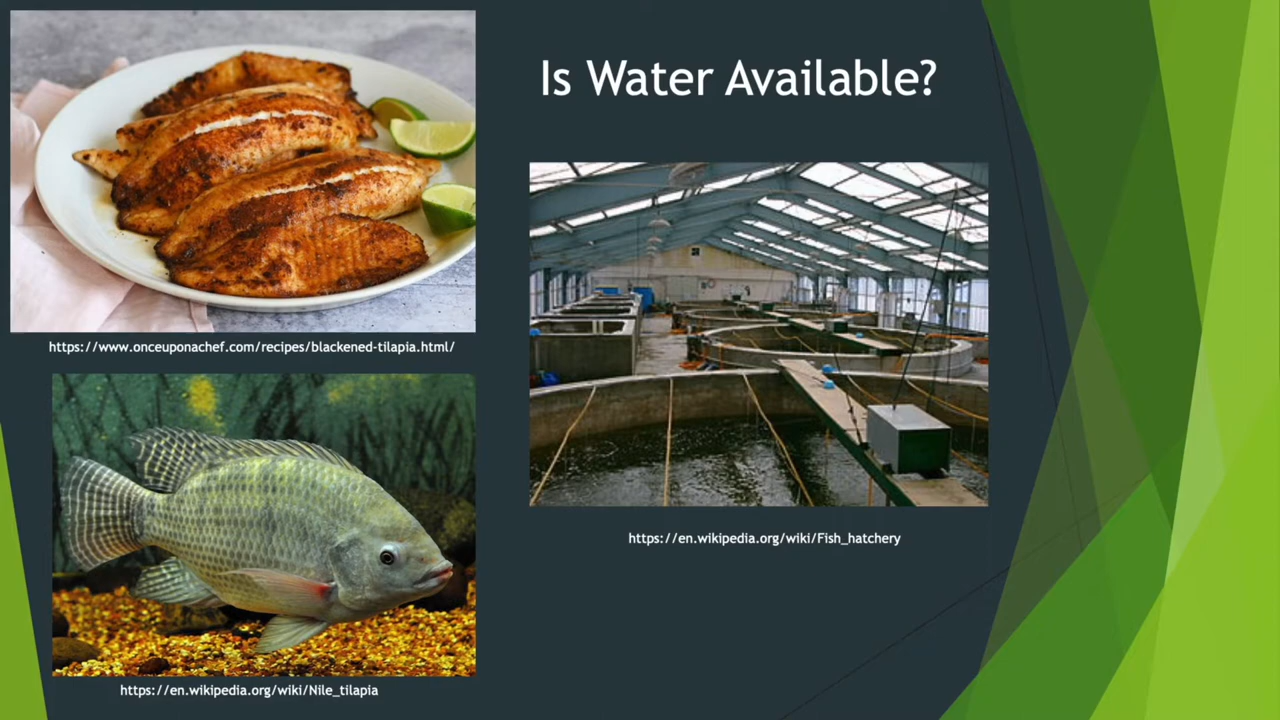 Is Water Available?
https://www.onceuponachef.com/recipes/blackened-tilapia.html/
https://en.wikipedia.org/wiki/Fish_hatchery
https://en.wikipedia.org/wiki/Nile_tilapia